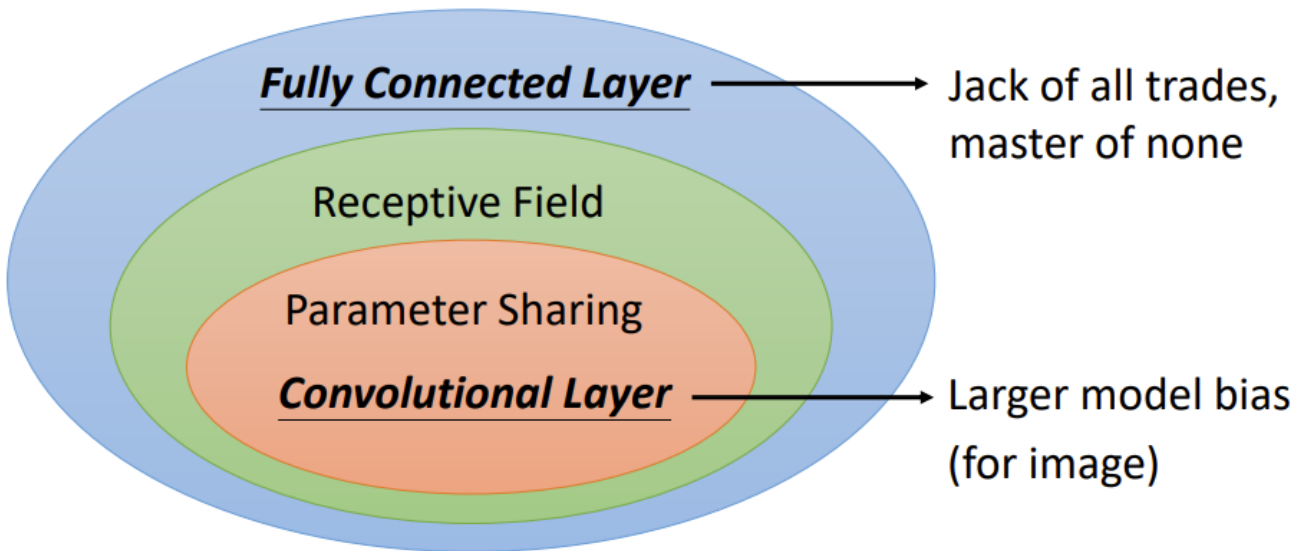 Fully Connected Layer
Jack of all trades,
master of none
Receptive Field
Parameter Sharing
Convolutional Layer
Larger model bias
(for image)